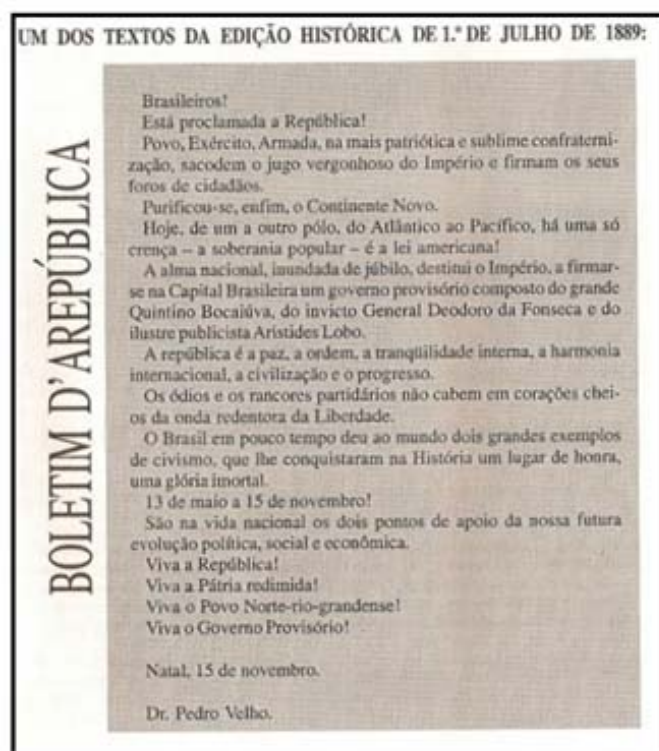 UM DOS TEXTOS DA EDIÇÃO HISTÓRICA DE 1.º DE JULHO DE 1889:
BOLETIM D'AREPÚBLICA
Brasileiros!
Está proclamada a República!
Povo, Exército, Armada, na mais patriótica e sublime confraterni-
zação, sacodem o jugo vergonhoso do Império e firmam os seus
foros de cidadãos.
Purificou-se, enfim, o Continente Novo.
Hoje, de um a outro pólo, do Atlântico ao Pacífico, há uma só
crença – a soberania popular – é a lei americana!
A alma nacional, inundada de júbilo, destitui o Império, a firmar-
se na Capital Brasileira um governo provisório composto do grande
Quintino Bocaiúva, do invicto General Deodoro da Fonseca e do
ilustre publicista Arístides Lobo.
A república é a paz, a ordem, a tranqüilidade interna, a harmonia
internacional, a civilização e o progresso.
Os ódios e os rancores partidários não cabem em corações chei-
os da onda redentora da Liberdade.
O Brasil em pouco tempo deu ao mundo dois grandes exemplos
de civismo, que lhe conquistaram na História um lugar de honra,
uma glória imortal.
13 de maio a 15 de novembro!
São na vida nacional os dois pontos de apoio da nossa futura
evolução política, social e econômica.
Viva a República!
Viva a Pátria redimida!
Viva o Povo Norte-rio-grandense!
Viva o Governo Provisório!
Natal, 15 de novembro.
Dr. Pedro Velho.